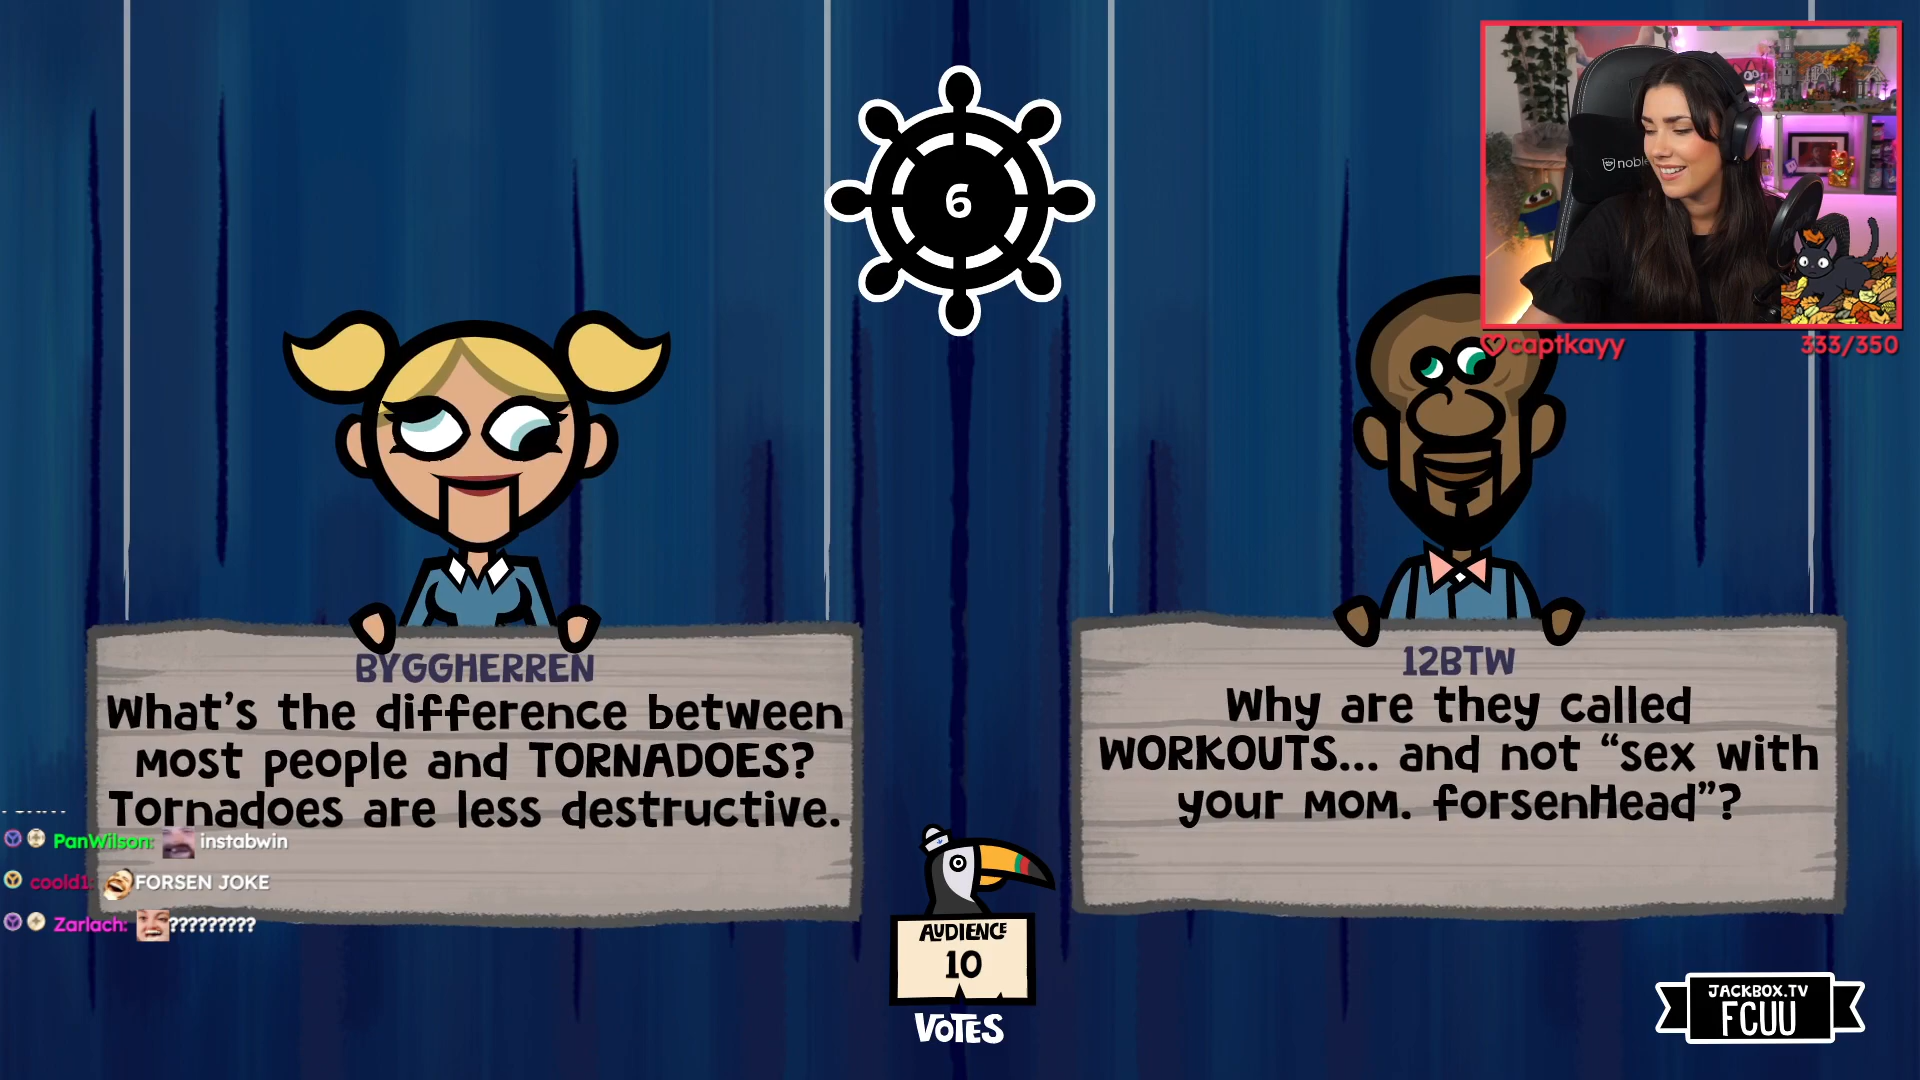 6
noble
captkayy
333/350
BYGGHERREN
What's the difference between
most people and TORNADOES?
Tornadoes are less destructive.
12BTW
Why are they called
WORKOUTS... and not “sex with
your mom. forsenHead”?
PanWilson: instabwin
coold1: FORSEN JOKE
Zarlach: ?????????
AUDIENCE
10
VOTES
JACKBOX.TV
FCUU